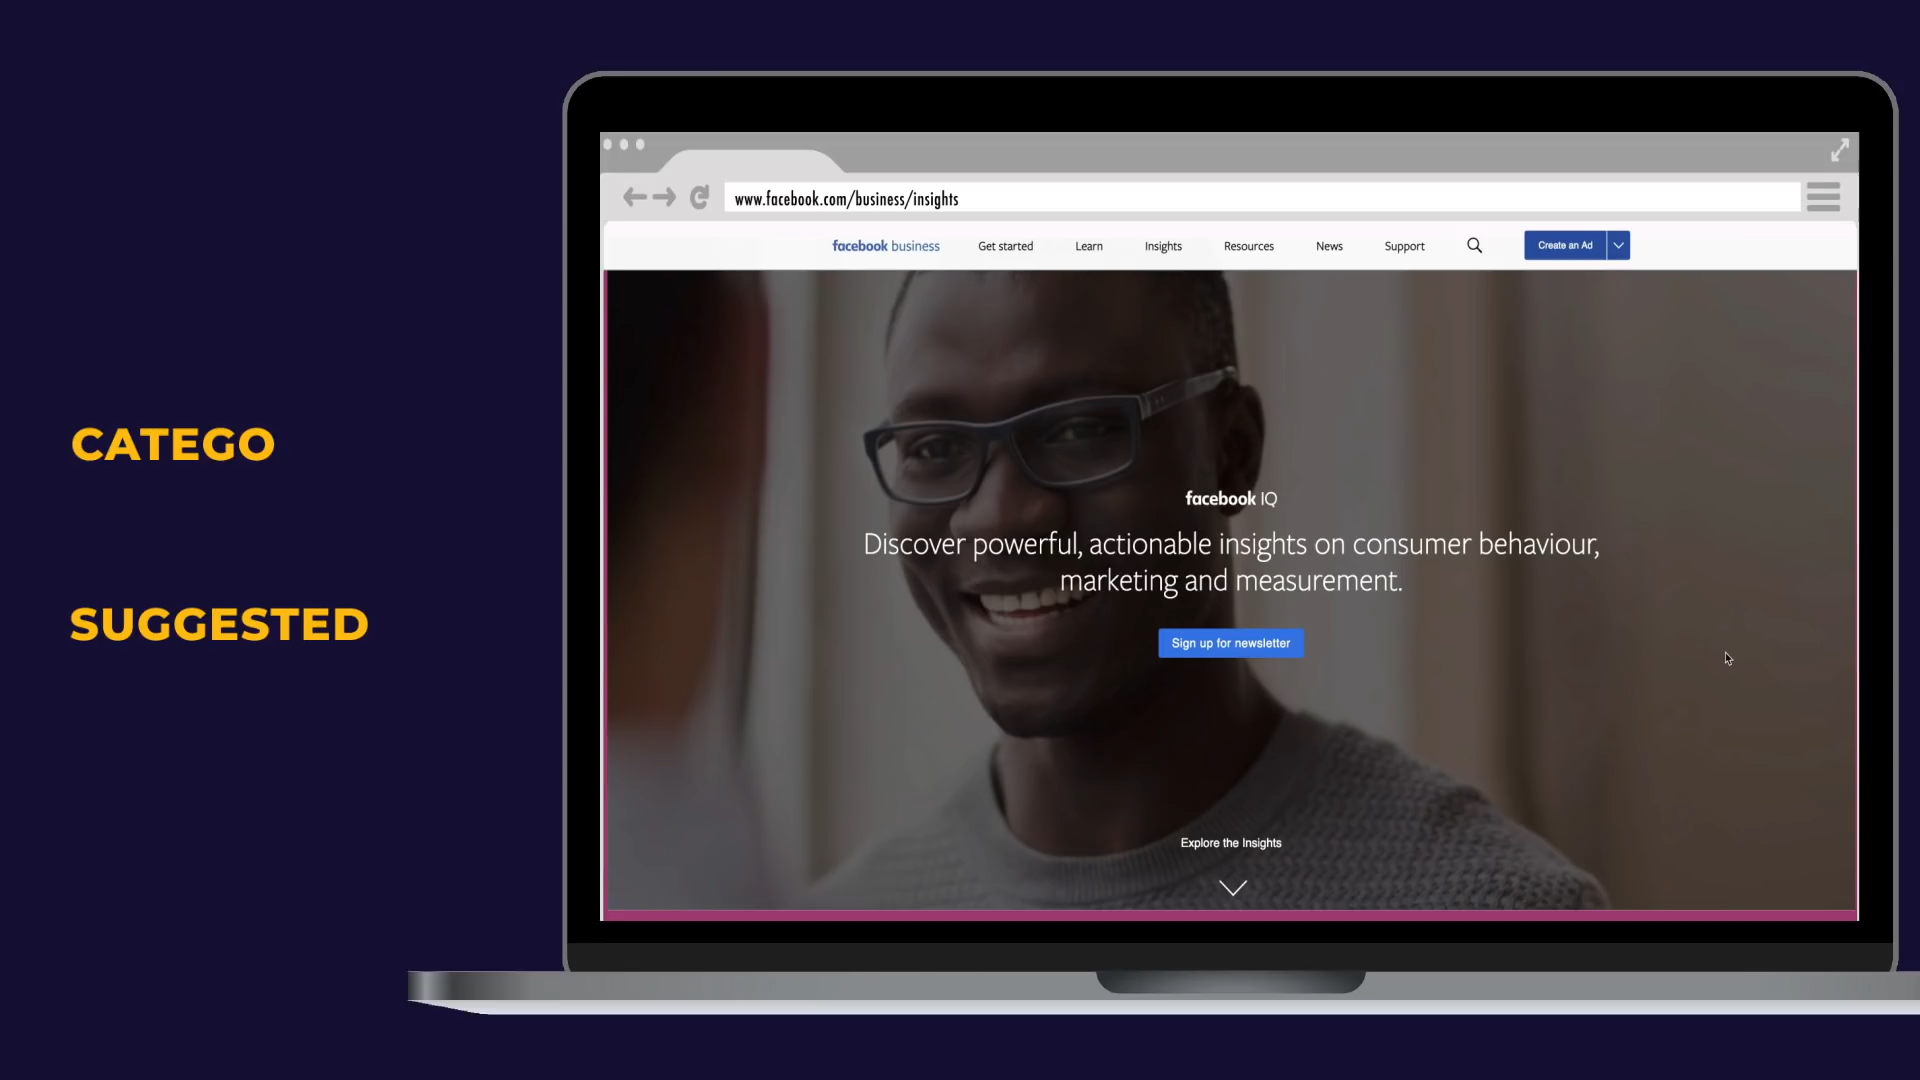 www.facebook.com/business/insights
facebook business Get started Learn Insights Resources News Support Create an Ad
CATEGO
SUGGESTED
facebook IQ
Discover powerful, actionable insights on consumer behaviour,
marketing and measurement.
Sign up for newsletter
Explore the Insights